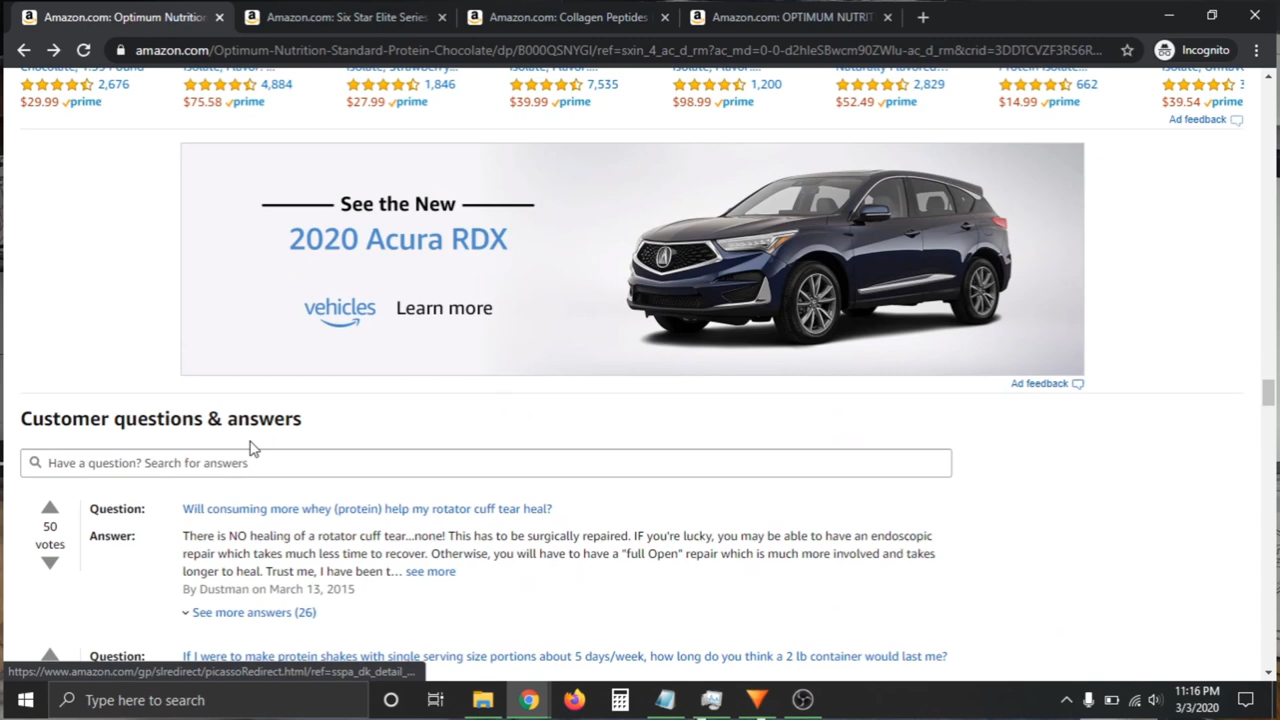 Amazon.com: Optimum Nutrition
Amazon.com: Six Star Elite Series
Amazon.com: Collagen Peptides
Amazon.com: OPTIMUM NUTRIT
amazon.com/Optimum-Nutrition-Standard-Protein-Chocolate/dp/B000QSNYGI/ref=sxin_4_ac_d_rm?ac_md=0-0-d2hleSBwcm90ZWlu-ac_d_rm&crid=3DDTCVZF3R56R...
Incognito
2,676
4,884
1,846
7,535
1,200
2,829
662
$29.99 prime
$75.58 prime
$27.99 prime
$39.99 prime
$98.99 prime
$52.49 prime
$14.99 prime
$39.54 prime
Ad feedback
See the New
2020 Acura RDX
vehicles
Learn more
Ad feedback
Customer questions & answers
Have a question? Search for answers
50
votes
Question: Will consuming more whey (protein) help my rotator cuff tear heal?
Answer: There is NO healing of a rotator cuff tear...none! This has to be surgically repaired. IF you're lucky, you may be able to have an endoscopic
repair which takes much less time to recover. Otherwise, you will have to have a "full Open" repair which is much more involved and takes
longer to heal. Trust me, I have been t... see more
By Dustman on March 13, 2015
See more answers (26)
Question: If I were to make protein shakes with single serving size portions about 5 days/week, how long do you think a 2 lb container would last me?
https://www.amazon.com/gp/slredirect/picassoRedirect.html/ref=sspa_dk_detail_...
Type here to search
11:16 PM
3/3/2020